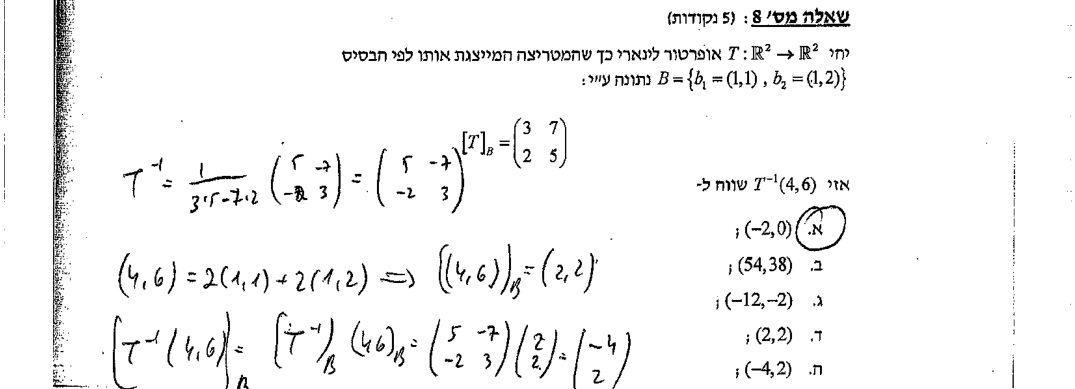 שאלה מס' 8 : (5 נקודות)
יהי T : ℝ² → ℝ² אופרטור לינארי כך שהמטריצה המייצגת אותו לפי הבסיס
B = {b₁ = (1,1) , b₂ = (1,2)} נתונה ע"י:
[T]_B = (3 7; 2 5)
T⁻¹ = 1/(3·5-7·2) (5 -7; -2 3) = (5 -7; -2 3)
אזי T⁻¹(4,6) שווה ל-
א. (-2,0) ;
ב. (54,38) ;
ג. (-12,-2) ;
ד. (2,2) ;
ה. (-4,2) ;
(4,6) = 2(1,1) + 2(1,2) ⟹ [(4,6)]_B = (2,2)
[T⁻¹(4,6)]_B = [T⁻¹]_B (4 6)_B = (5 -7; -2 3) (2; 2) = (-4; 2)